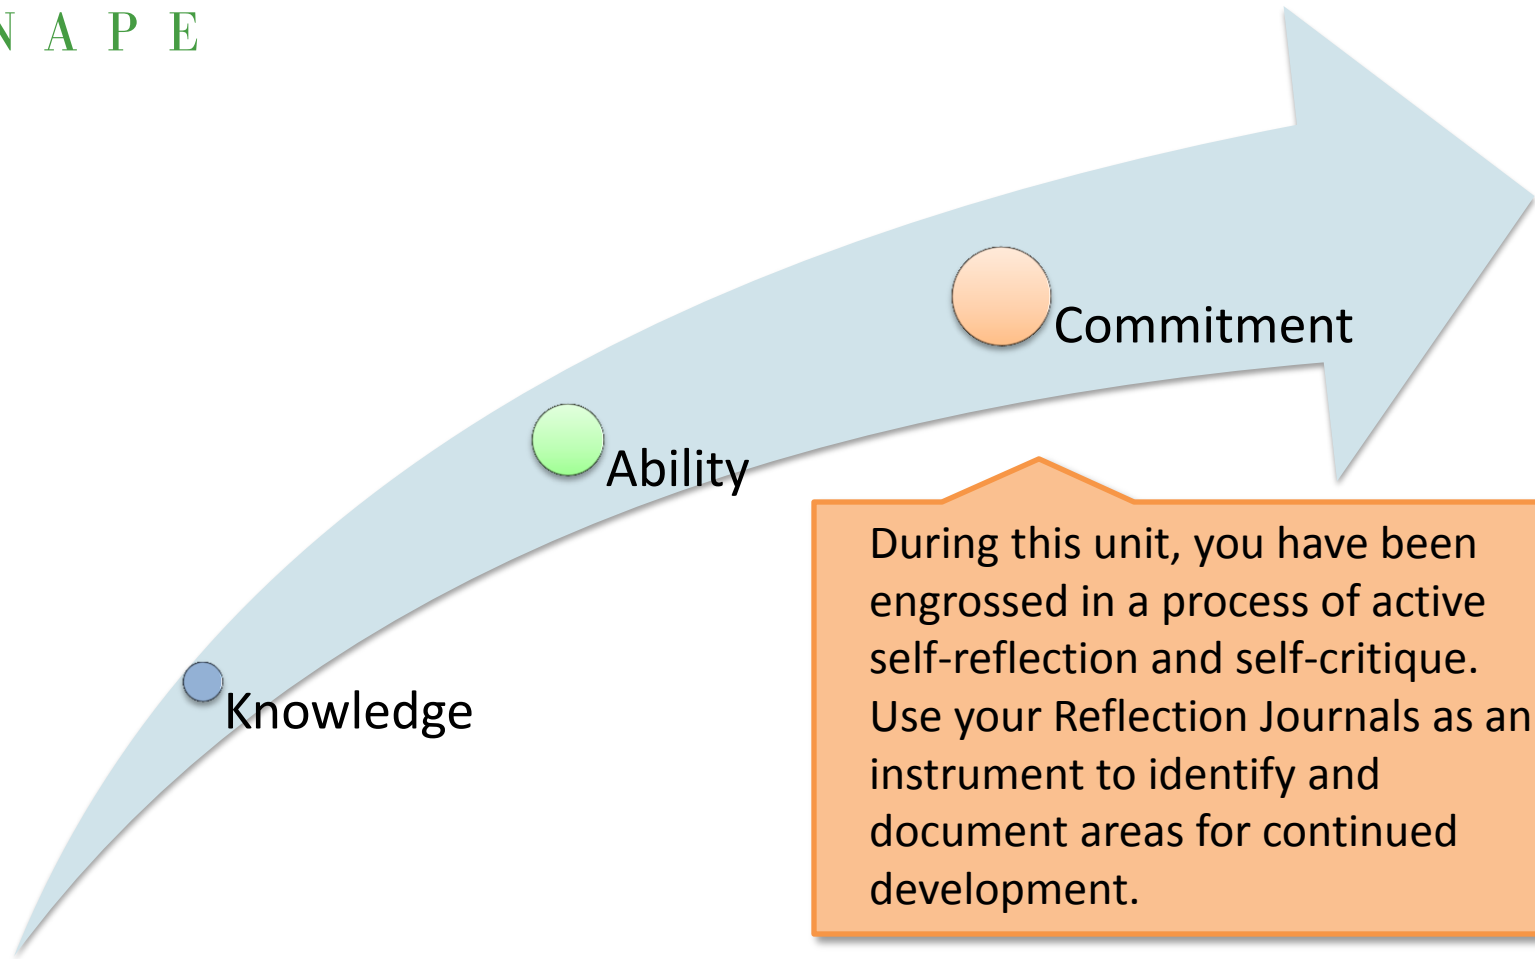 NAPE
Commitment
Ability
Knowledge
During this unit, you have been
engrossed in a process of active
self-reflection and self-critique.
Use your Reflection Journals as an
instrument to identify and
document areas for continued
development.